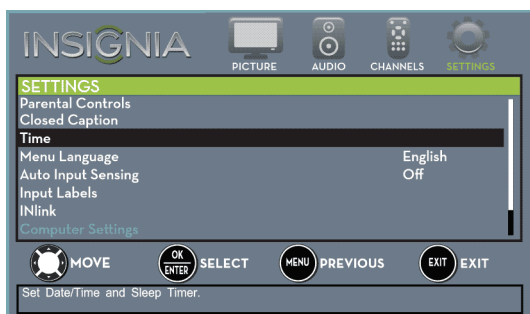 INSIGNIA
PICTURE AUDIO CHANNELS SETTINGS
SETTINGS
Parental Controls
Closed Caption
Time
Menu Language English
Auto Input Sensing Off
Input Labels
INlink
Computer Settings
MOVE OK ENTER SELECT MENU PREVIOUS EXIT EXIT
Set Date/Time and Sleep Timer.